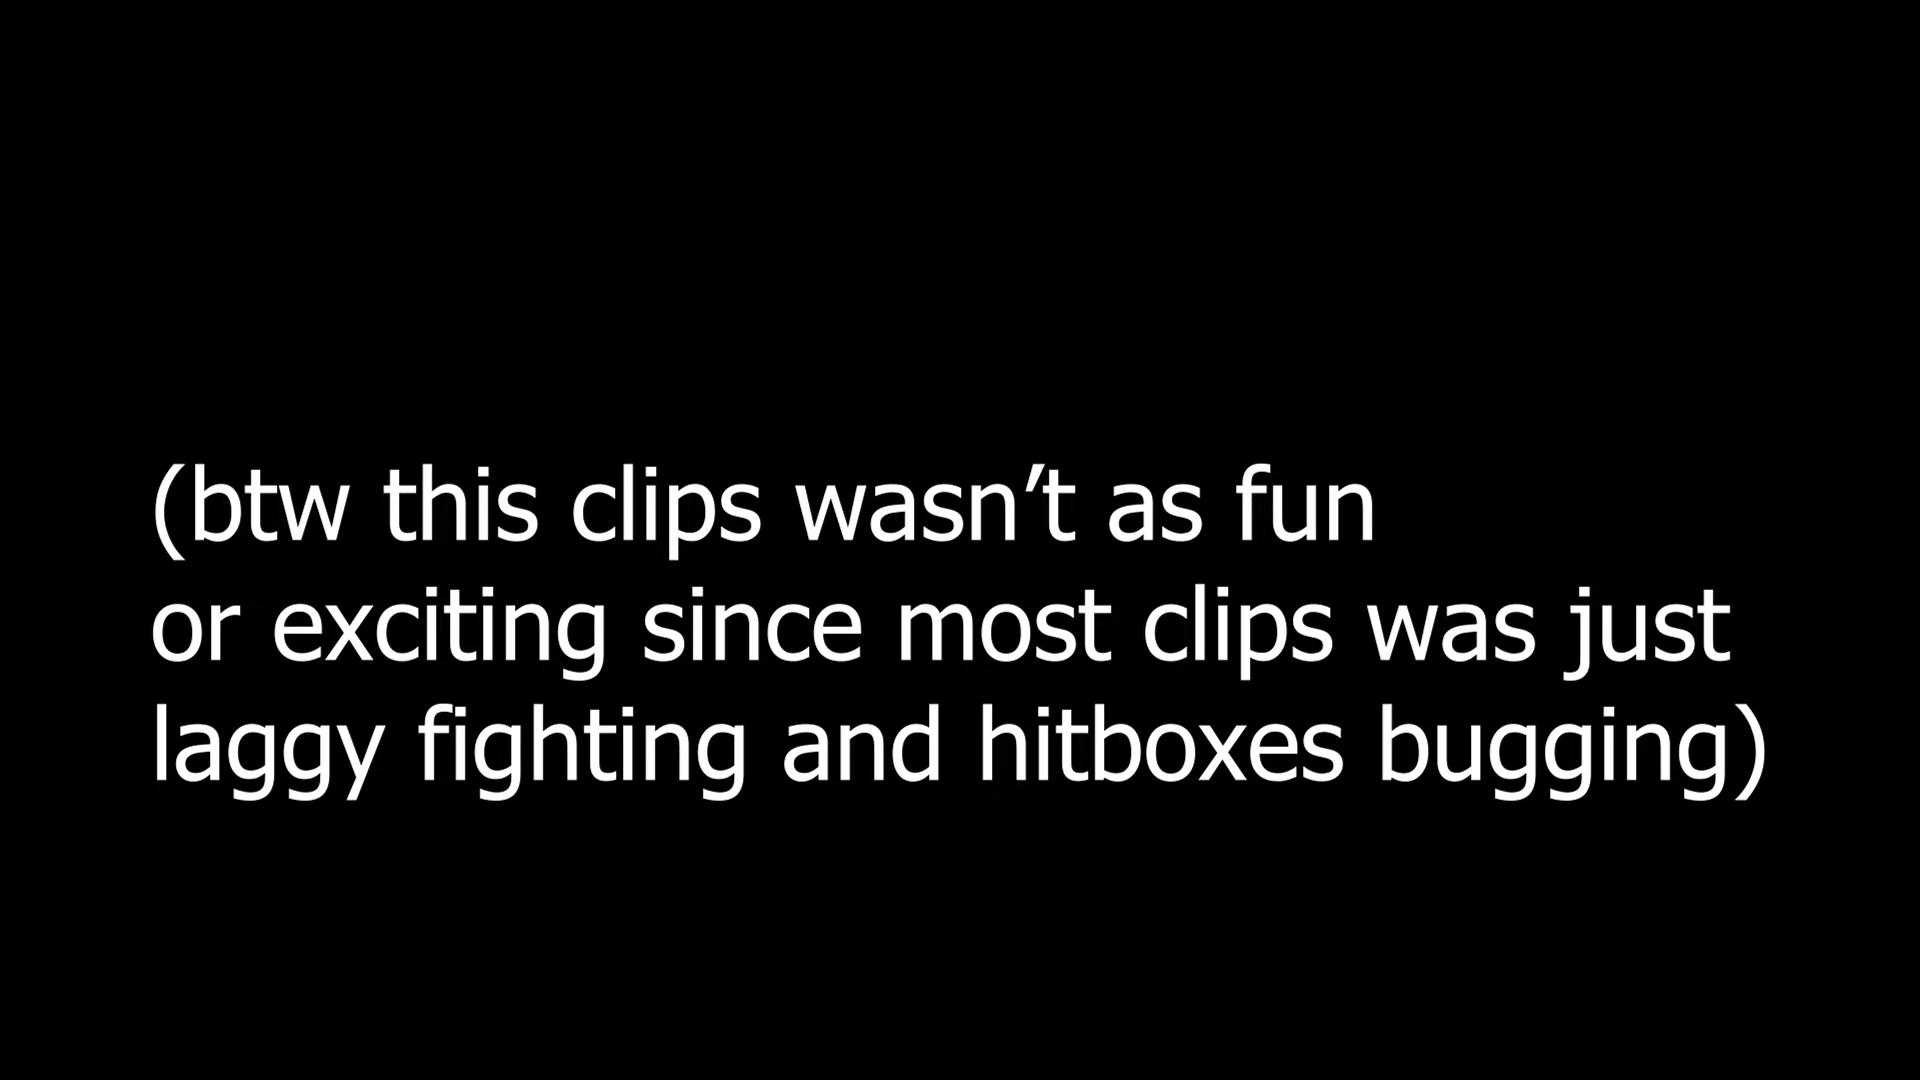 (btw this clips wasn’t as fun
or exciting since most clips was just
laggy fighting and hitboxes bugging)